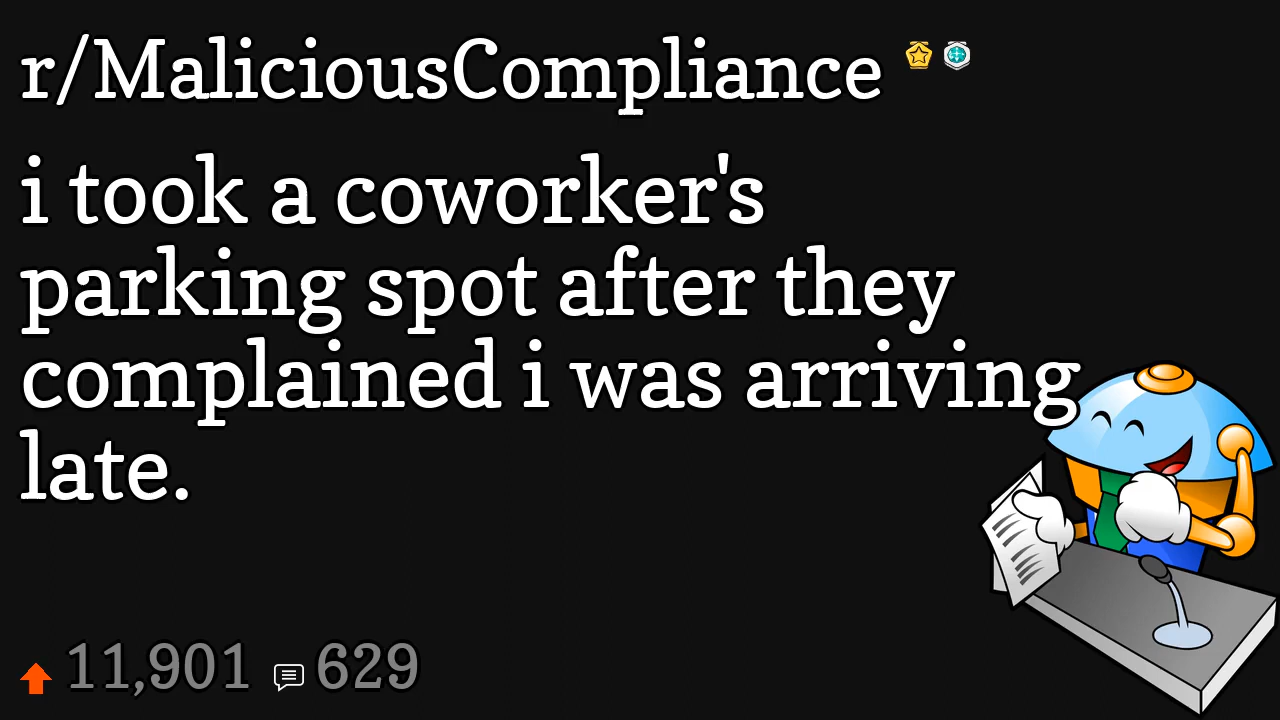 r/MaliciousCompliance
i took a coworker's
parking spot after they
complained i was arriving
late.
11,901 629